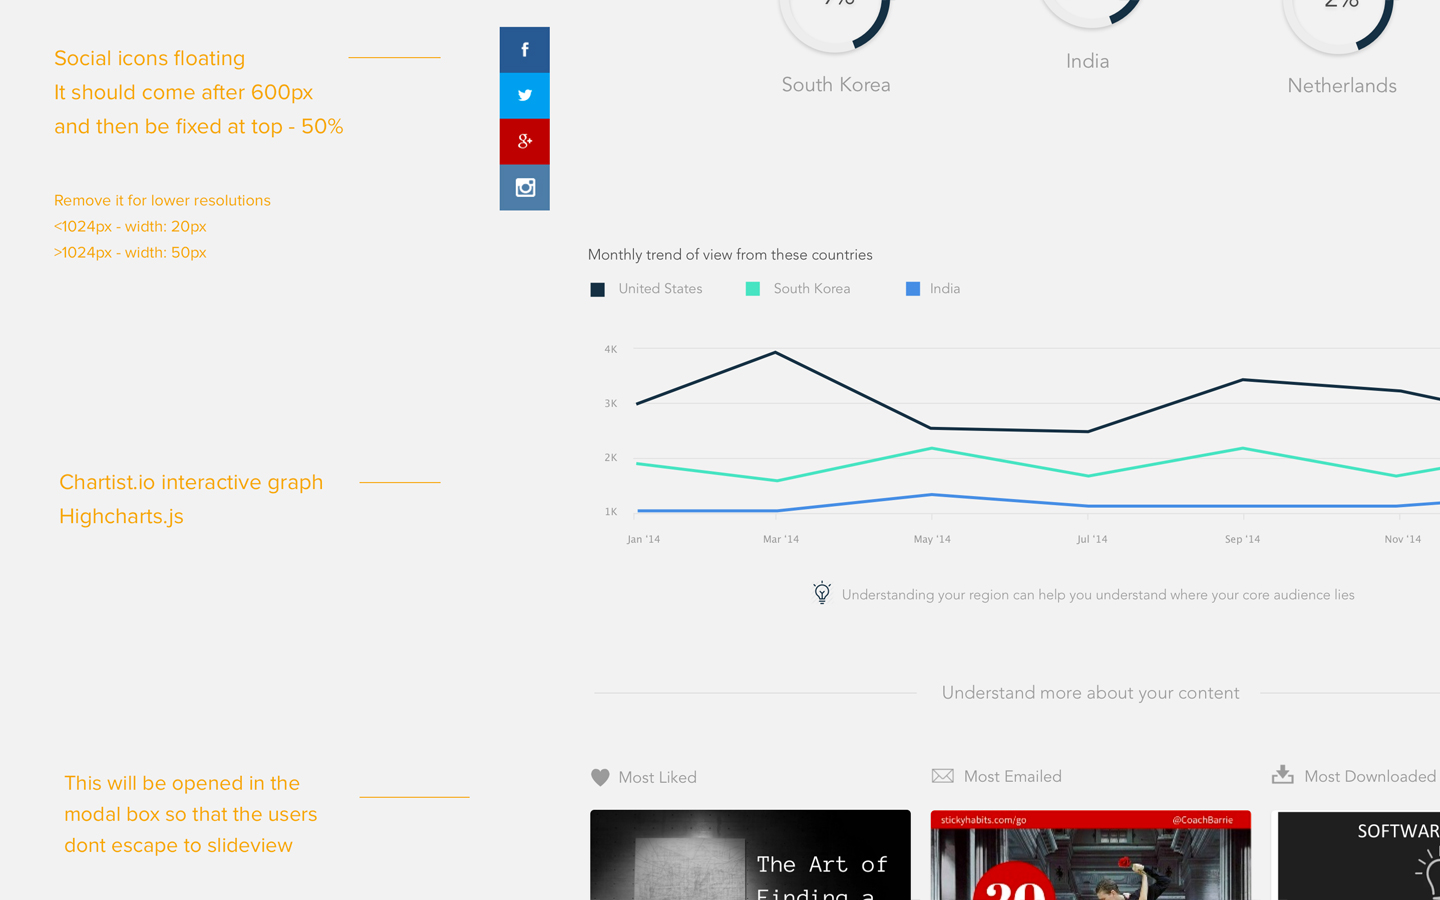 2%
South Korea
India
Netherlands
Social icons floating
It should come after 600px
and then be fixed at top - 50%
f
g+
Remove it for lower resolutions
<1024px - width: 20px
>1024px - width: 50px
Monthly trend of view from these countries
United States
South Korea
India
4K
3K
2K
1K
Jan '14
Mar '14
May '14
Jul '14
Sep '14
Nov '14
Chartist.io interactive graph
Highcharts.js
Understanding your region can help you understand where your core audience lies
Understand more about your content
This will be opened in the
modal box so that the users
dont escape to slideview
Most Liked
Most Emailed
Most Downloaded
The Art of
Finding a
stickyhabits.com/go
@CoachBarrie
SOFTWAR